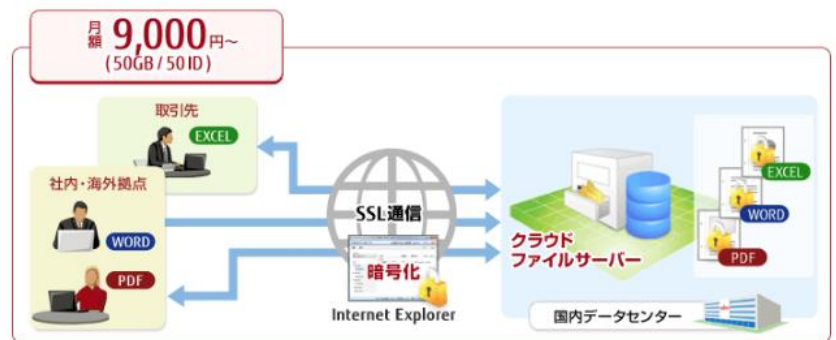 月額 9,000円～
(50GB / 50 ID)
取引先
EXCEL
社内・海外拠点
WORD
PDF
SSL通信
暗号化
Internet Explorer
クラウド
ファイルサーバー
EXCEL
WORD
PDF
国内データセンター